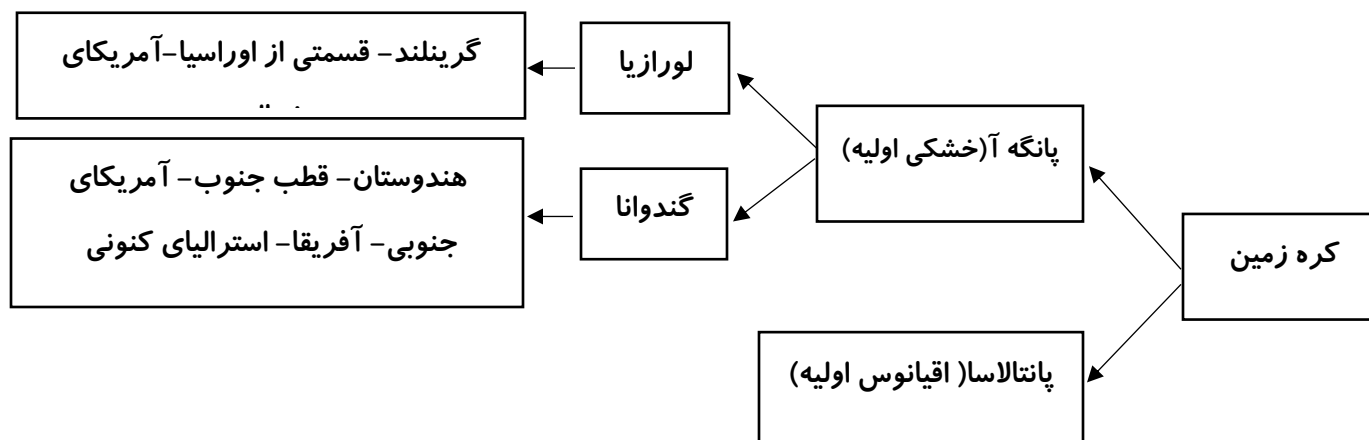 کره زمین
پانگه آ(خشکی اولیه)
پانتالاسا( اقیانوس اولیه)
لورازیا
گندوانا
گرینلند- قسمتی از اوراسیا-آمریکای
هندوستان- قطب جنوب- آمریکای
جنوبی- آفریقا- استرالیای کنونی